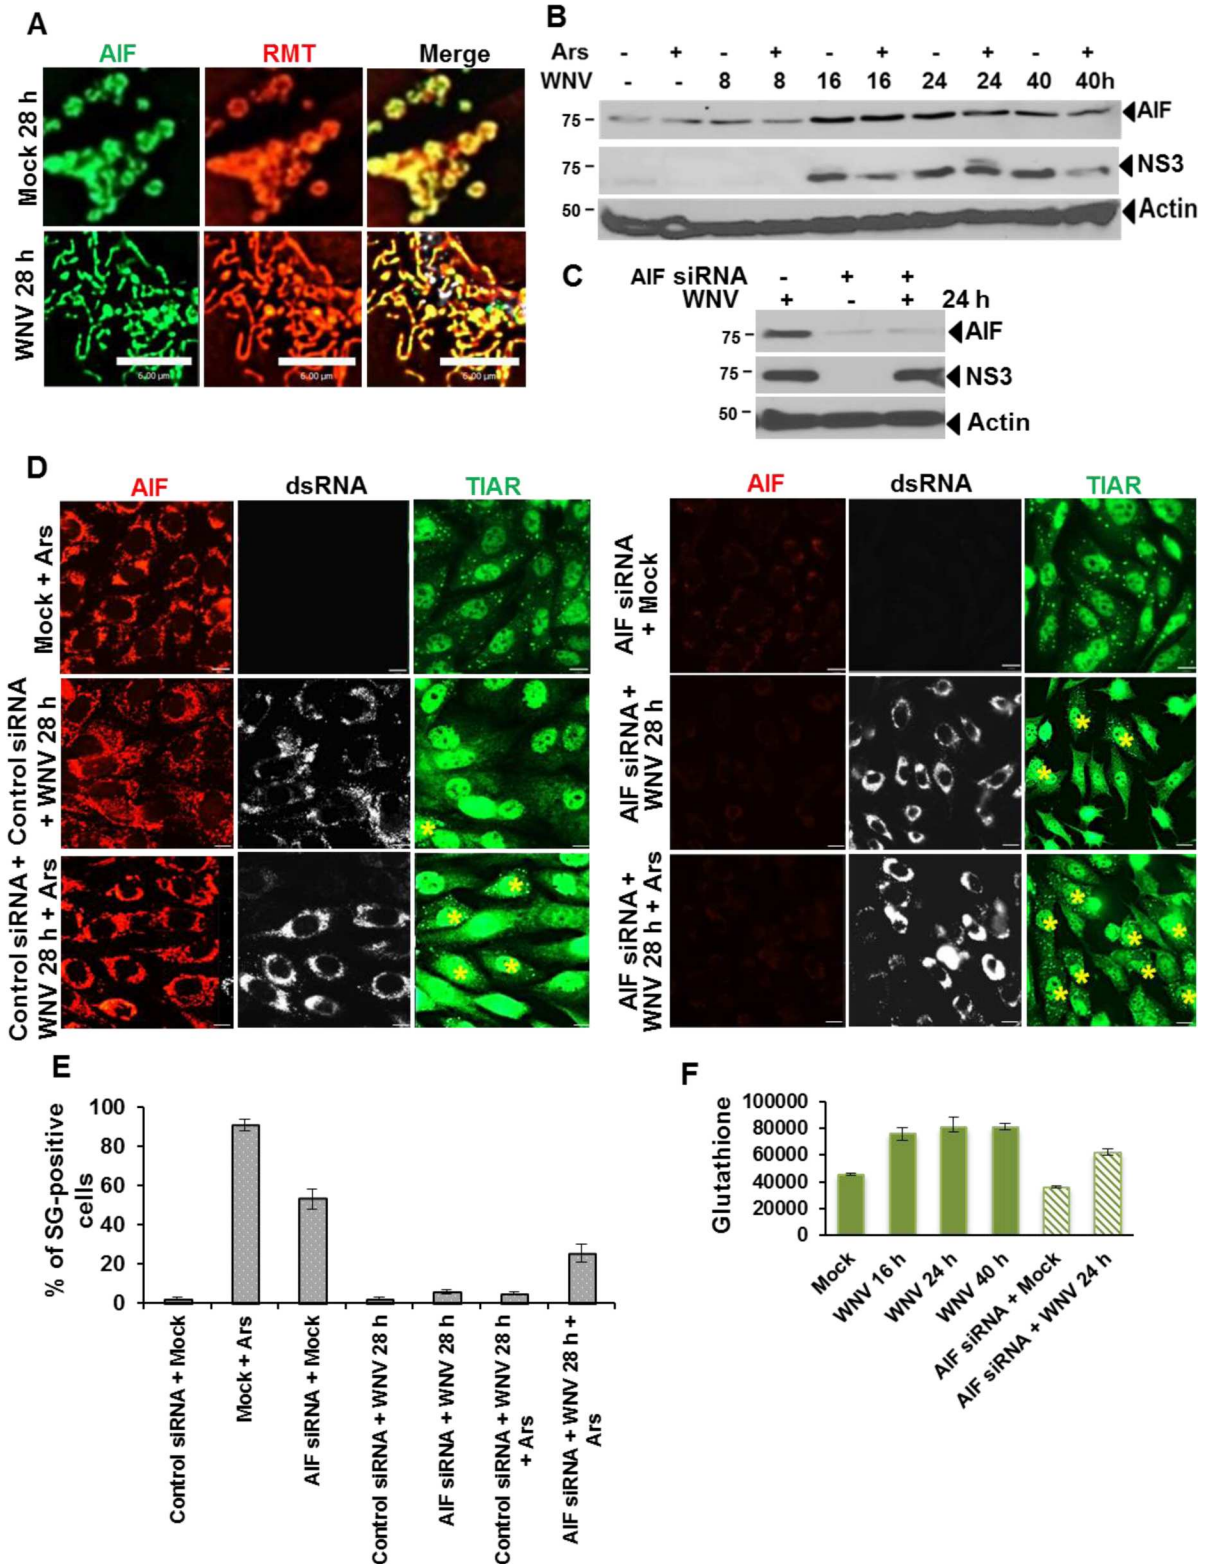 A
AIF RMT Merge
Mock 28 h
WNV 28 h
6.00 µm 6.00 µm 6.00 µm
B
Ars - + - + - + - + - +
WNV - - 8 8 16 16 24 24 40 40h
75 AIF
75 NS3
50 Actin
C
AIF siRNA - + +
WNV + - + 24 h
75 AIF
75 NS3
50 Actin
D
AIF dsRNA TIAR
Mock + Ars
Control siRNA
+ WNV 28 h
*
Control siRNA +
WNV 28 h + Ars
* * * *
AIF dsRNA TIAR
AIF siRNA
+ Mock
AIF siRNA +
WNV 28 h
* * *
AIF siRNA +
WNV 28 h + Ars
* * * * * * * *
E
% of SG-positive
cells
100
80
60
40
20
0
Control siRNA + Mock
Mock + Ars
AIF siRNA + Mock
Control siRNA + WNV 28 h
AIF siRNA + WNV 28 h
Control siRNA + WNV 28 h
+ Ars
AIF siRNA + WNV 28 h +
Ars
F
Glutathione
100000
80000
60000
40000
20000
0
Mock
WNV 16 h
WNV 24 h
WNV 40 h
AIF siRNA + Mock
AIF siRNA + WNV 24 h